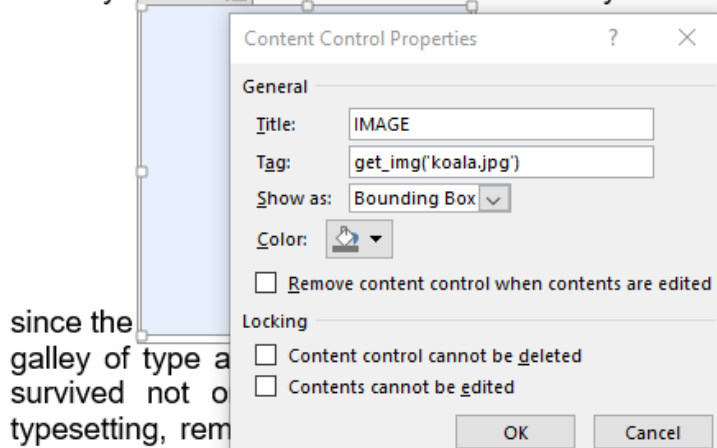 Content Control Properties ? ×
General
Title: IMAGE
Tag: get_img('koala.jpg')
Show as: Bounding Box
Color:
Remove content control when contents are edited
since the
Locking
galley of type a
Content control cannot be deleted
survived not o
Contents cannot be edited
typesetting, rem
OK Cancel